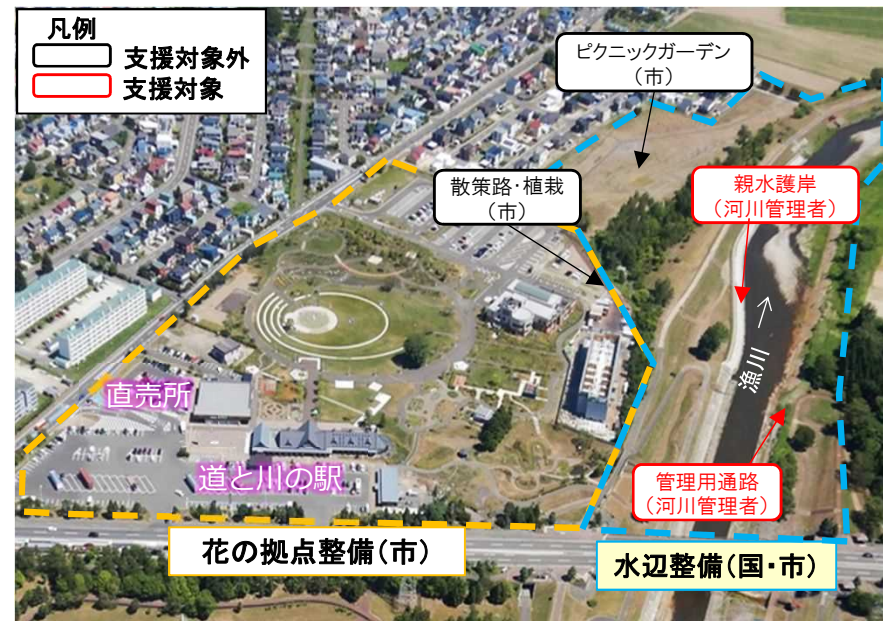 凡例
支援対象外
支援対象
ピクニックガーデン
(市)
散策路・植栽
(市)
親水護岸
(河川管理者)
漁川 →
直売所
道と川の駅
管理用通路
(河川管理者)
花の拠点整備(市)
水辺整備(国・市)